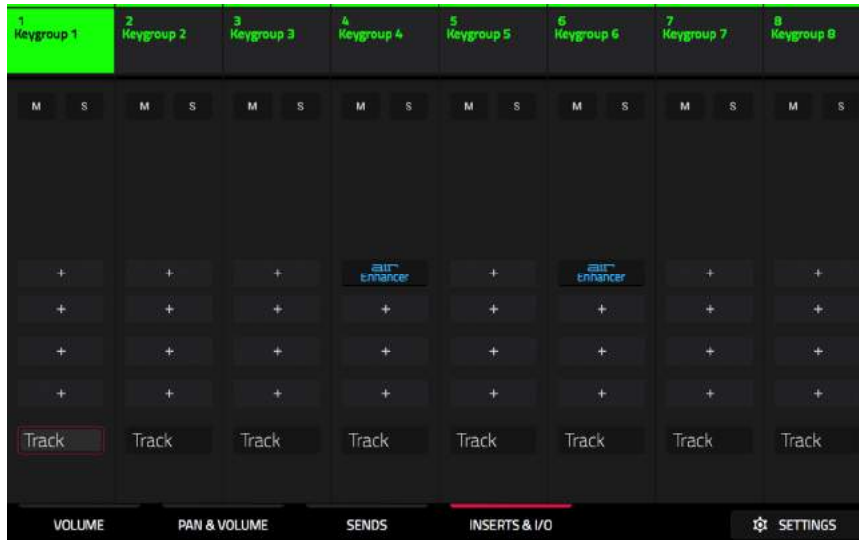 1 2 3 4 5 6 7 8
Keygroup 1 Keygroup 2 Keygroup 3 Keygroup 4 Keygroup 5 Keygroup 6 Keygroup 7 Keygroup 8
M S M S M S M S M S M S M S M S
+ + + air + air + +
Enhancer Enhancer
+ + + + + + + +
+ + + + + + + +
+ + + + + + + +
Track Track Track Track Track Track Track Track
VOLUME PAN & VOLUME SENDS INSERTS & I/O SETTINGS